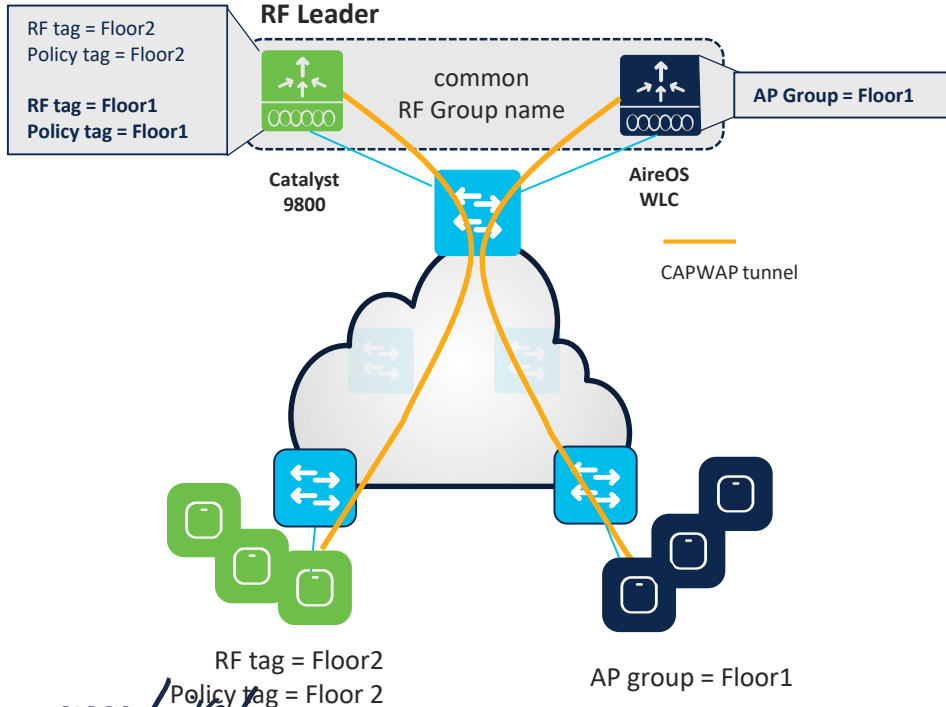 RF Leader
RF tag = Floor2
Policy tag = Floor2
RF tag = Floor1
Policy tag = Floor1
common
RF Group name
AP Group = Floor1
Catalyst
9800
AireOS
WLC
CAPWAP tunnel
RF tag = Floor2
Policy tag = Floor 2
AP group = Floor1